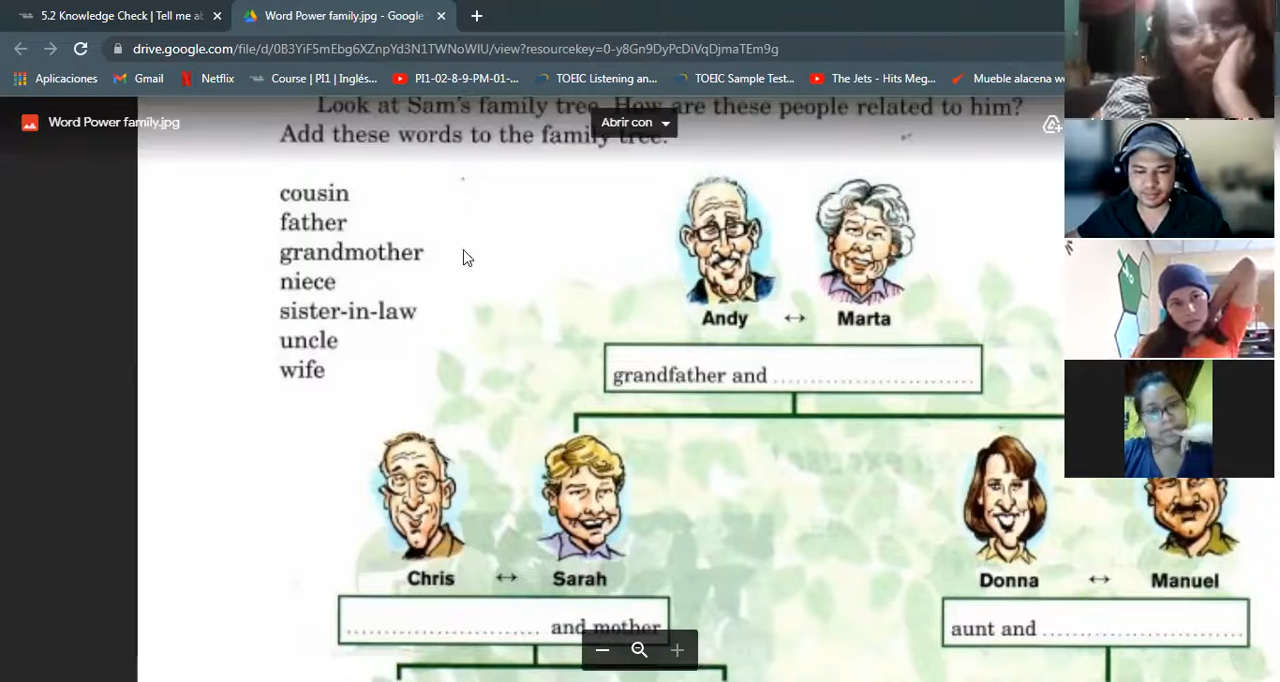 5.2 Knowledge Check | Tell me ab
Word Power family.jpg - Google
drive.google.com/file/d/0B3YiF5mEbg6XZnpYd3N1TWNoWlU/view?resourcekey=0-y8Gn9DyPcDiVqDjmaTEm9g
Aplicaciones
Gmail
Netflix
Course | PI1 | Inglés...
PI1-02-8-9-PM-01-...
TOEIC Listening an...
TOEIC Sample Test...
The Jets - Hits Meg...
Mueble alacena w
Word Power family.jpg
Abrir con
Look at Sam's family tree. How are these people related to him?
Add these words to the family tree.
cousin
father
grandmother
niece
sister-in-law
uncle
wife
Andy ↔ Marta
grandfather and ........................
Chris ↔ Sarah
Donna ↔ Manuel
........................ and mother
aunt and ........................